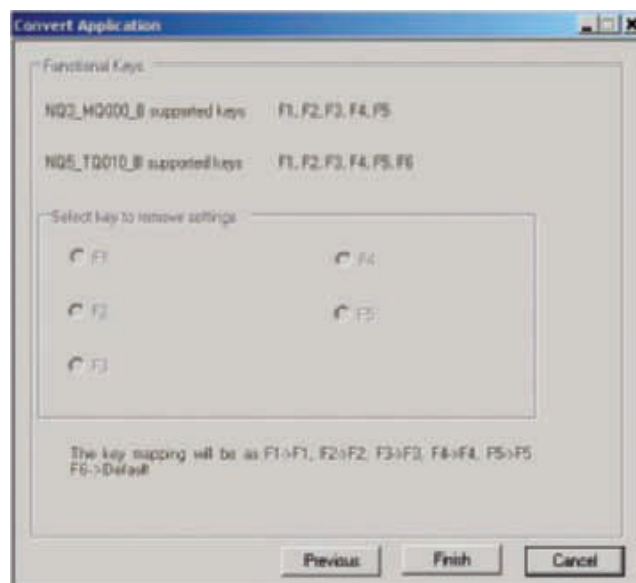 Convert Application
Functional Keys
NQ3_MQ000_B supported keys F1, F2, F3, F4, F5
NQ5_TQ010_B supported keys F1, F2, F3, F4, F5, F6
Select key to remove settings
F1 F4
F2 F5
F3
The key mapping will be as F1->F1, F2->F2, F3->F3, F4->F4, F5->F5
F6->Default
Previous Finish Cancel